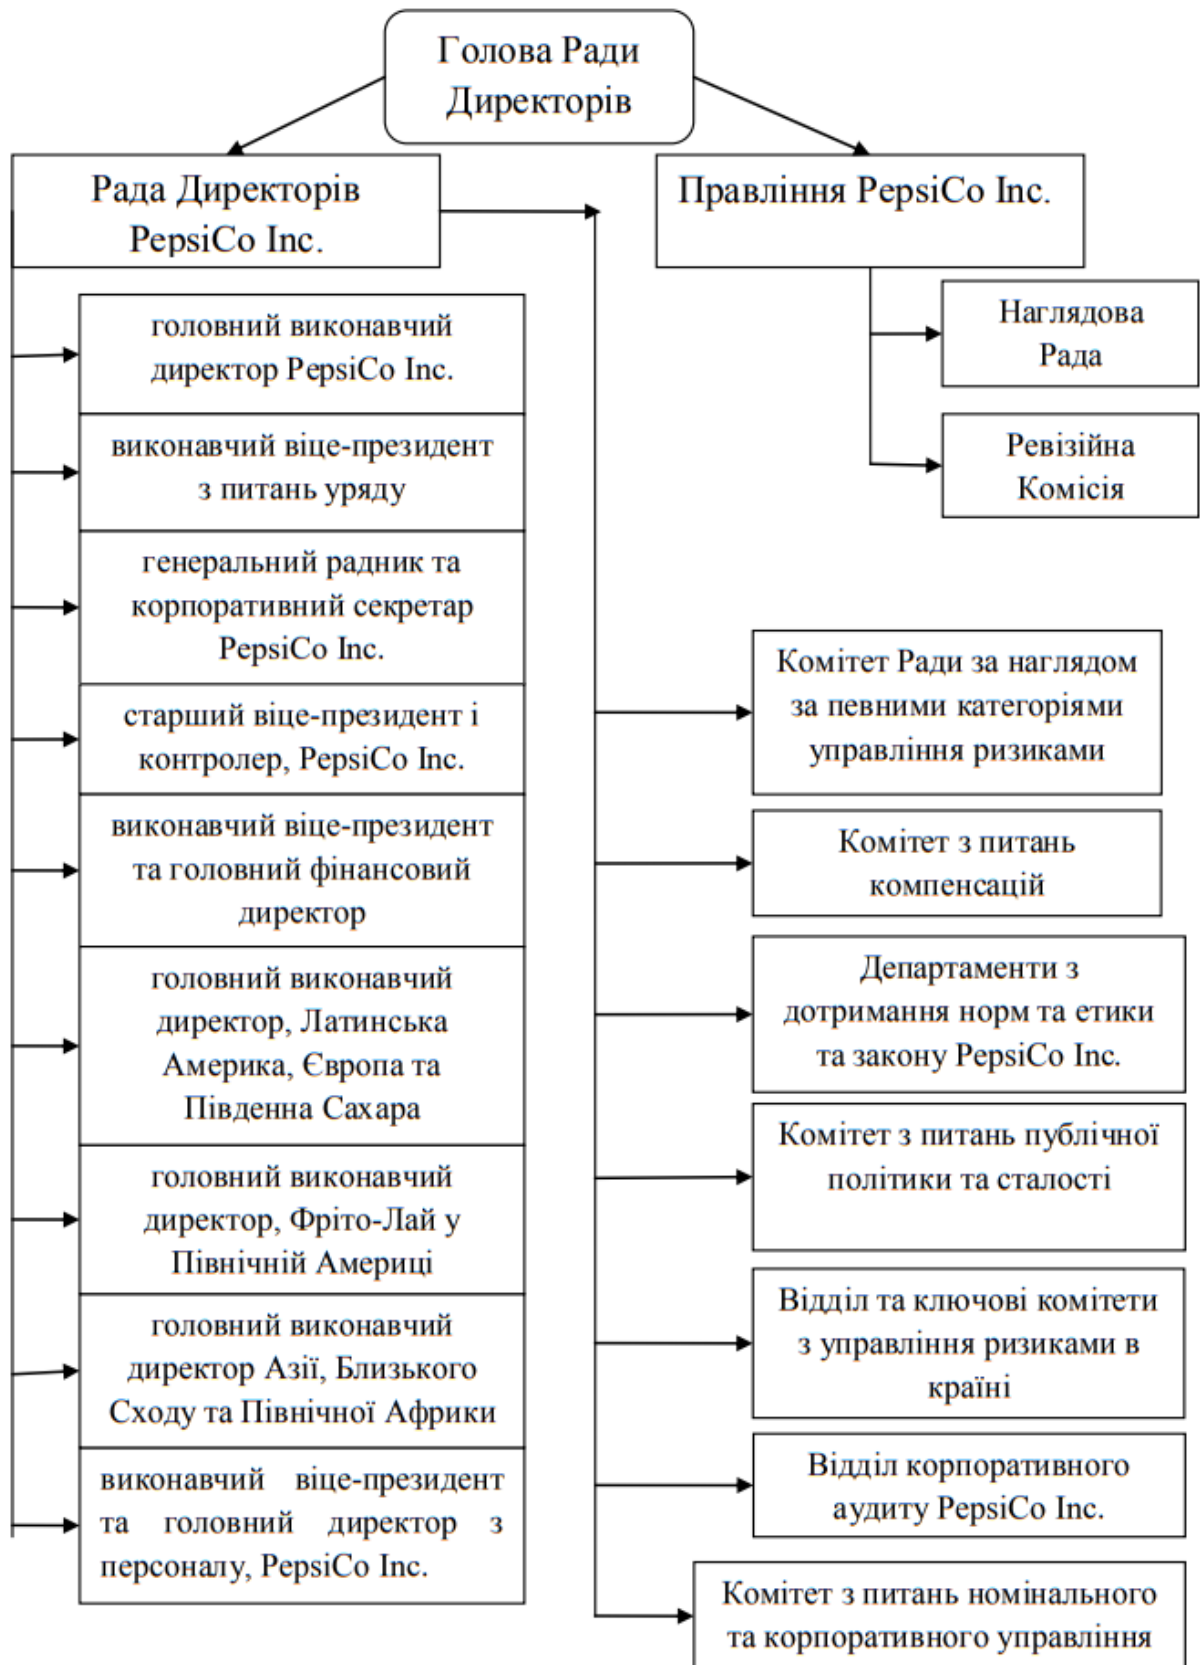 Голова Ради
Директорів
Рада Директорів
PepsiCo Inc.
Правління PepsiCo Inc.
Наглядова
Рада
Ревізійна
Комісія
головний виконавчий
директор PepsiCo Inc.
виконавчий віце-президент
з питань уряду
генеральний радник та
корпоративний секретар
PepsiCo Inc.
старший віце-президент і
контролер, PepsiCo Inc.
виконавчий віце-президент
та головний фінансовий
директор
головний виконавчий
директор, Латинська
Америка, Європа та
Південна Сахара
головний виконавчий
директор, Фріто-Лай у
Північній Америці
головний виконавчий
директор Азії, Близького
Сходу та Північної Африки
виконавчий віце-президент
та головний директор з
персоналу, PepsiCo Inc.
Комітет Ради за наглядом
за певними категоріями
управління ризиками
Комітет з питань
компенсацій
Департаменти з
дотримання норм та етики
та закону PepsiCo Inc.
Комітет з питань публічної
політики та сталості
Відділ та ключові комітети
з управління ризиками в
країні
Відділ корпоративного
аудиту PepsiCo Inc.
Комітет з питань номінального
та корпоративного управління